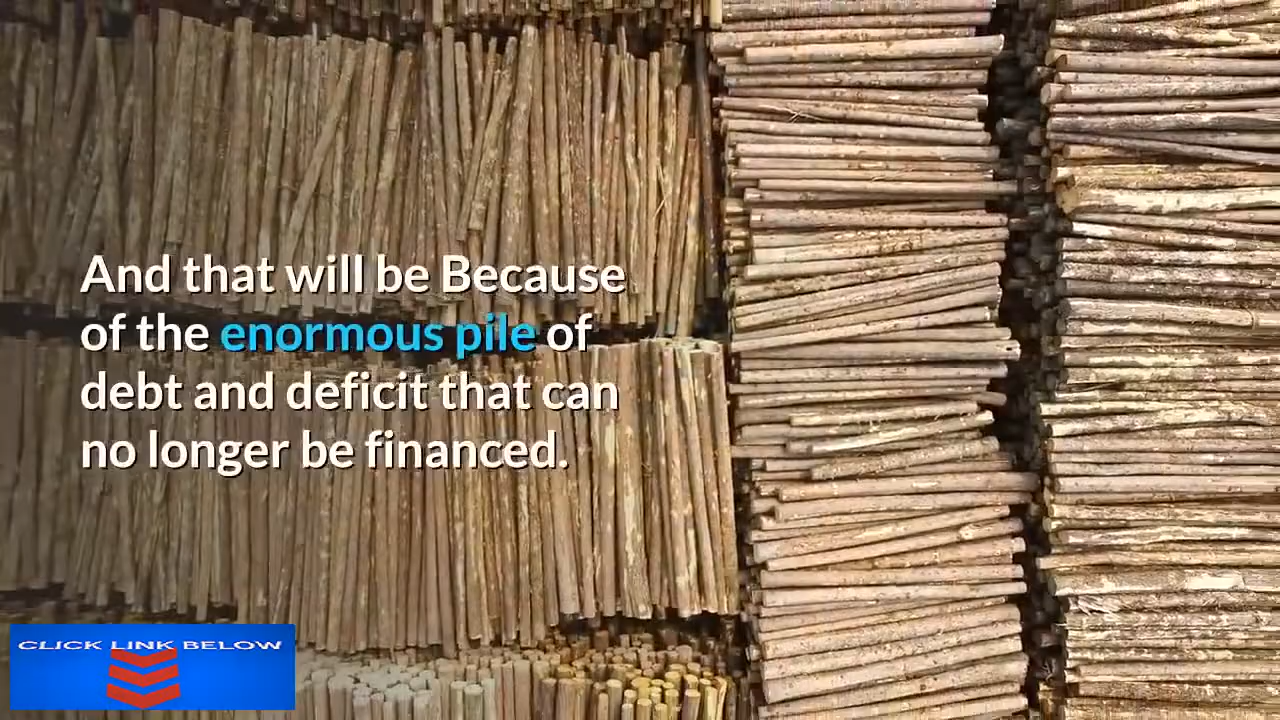 And that will be Because
of the enormous pile of
debt and deficit that can
no longer be financed.
CLICK LINK BELOW